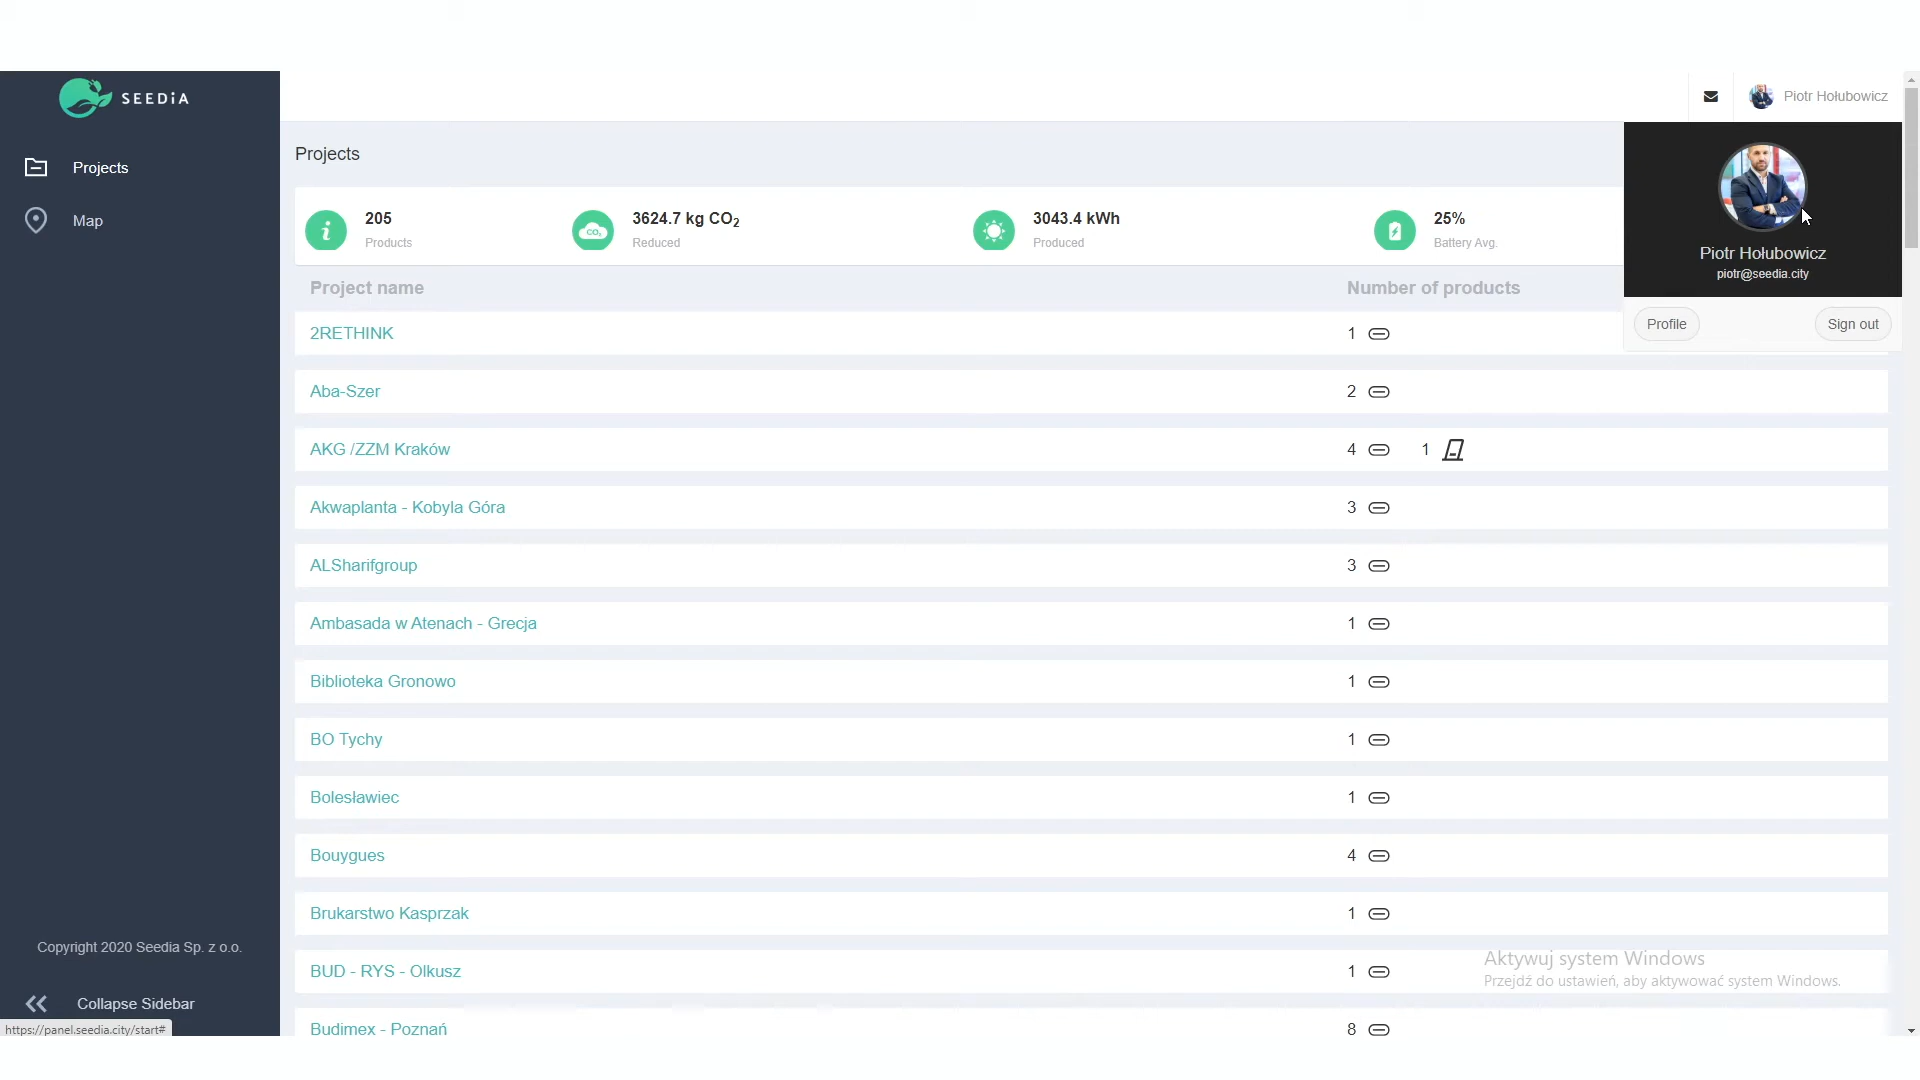 SEEDiA
Piotr Hołubowicz
Projects
Map
Projects
205
Products
3624.7 kg CO₂
Reduced
3043.4 kWh
Produced
25%
Battery Avg.
Piotr Hołubowicz
piotr@seedia.city
Profile
Sign out
Project name
Number of products
2RETHINK
1
Aba-Szer
2
AKG /ZZM Kraków
4 1
Akwaplanta - Kobyla Góra
3
ALSharifgroup
3
Ambasada w Atenach - Grecja
1
Biblioteka Gronowo
1
BO Tychy
1
Bolesławiec
1
Bouygues
4
Brukarstwo Kasprzak
1
BUD - RYS - Olkusz
1
Budimex - Poznań
8
Copyright 2020 Seedia Sp. z o.o.
Collapse Sidebar
https://panel.seedia.city/start#
Aktywuj system Windows
Przejdź do ustawień, aby aktywować system Windows.
CO₂